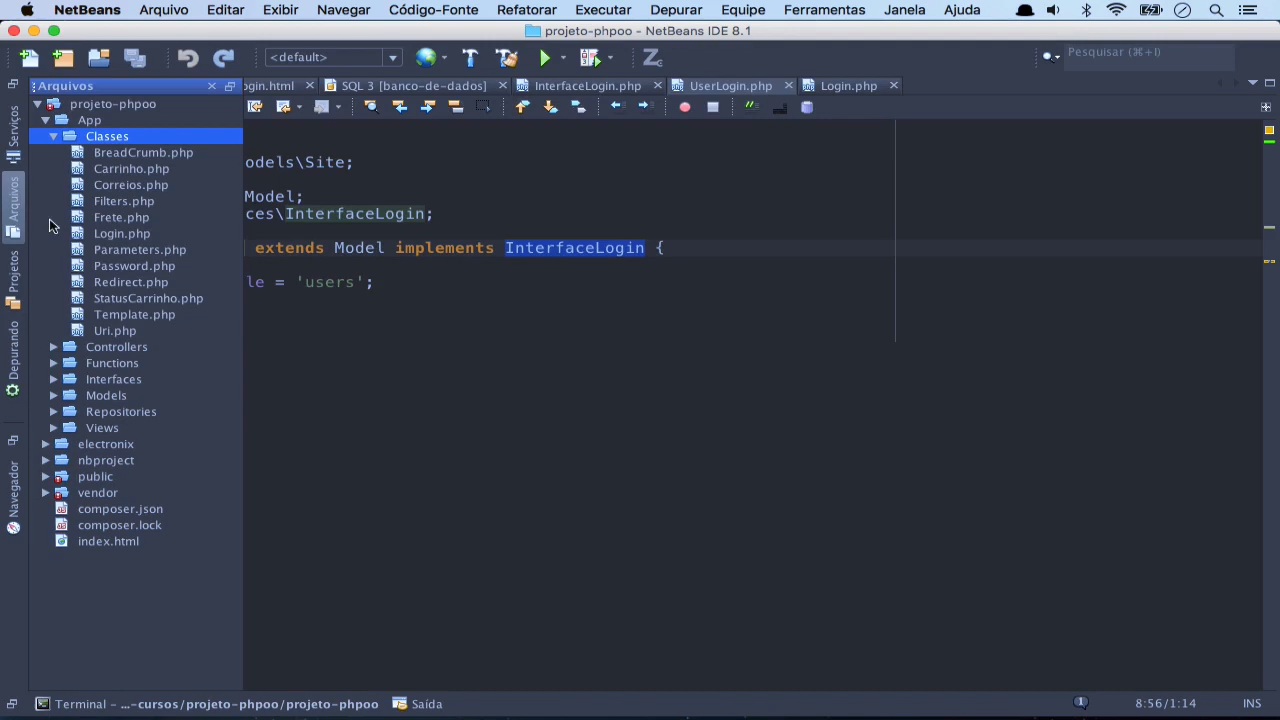 NetBeans Arquivo Editar Exibir Navegar Código-Fonte Refatorar Executar Depurar Equipe Ferramentas Janela Ajuda
projeto-phpoo - NetBeans IDE 8.1
<default>
Pesquisar (⌘+I)
Arquivos
ogin.html
SQL 3 [banco-de-dados]
InterfaceLogin.php
UserLogin.php
Login.php
Serviços
Arquivos
Projetos
Depurando
Navegador
projeto-phpoo
App
Classes
BreadCrumb.php
Carrinho.php
Correios.php
Filters.php
Frete.php
Login.php
Parameters.php
Password.php
Redirect.php
StatusCarrinho.php
Template.php
Uri.php
Controllers
Functions
Interfaces
Models
Repositories
Views
electronix
nbproject
public
vendor
composer.json
composer.lock
index.html
odels\Site;
Model;
ces\InterfaceLogin;
extends Model implements InterfaceLogin {
le = 'users';
Terminal - ...-cursos/projeto-phpoo/projeto-phpoo
Saída
1
8:56/1:14
INS